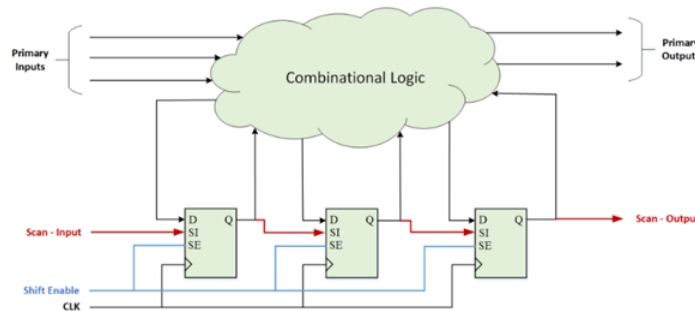 Primary
Inputs
Combinational Logic
Primary
Output
D Q
SI
SE
D Q
SI
SE
D Q
SI
SE
Scan - Input
Scan - Output
Shift Enable
CLK